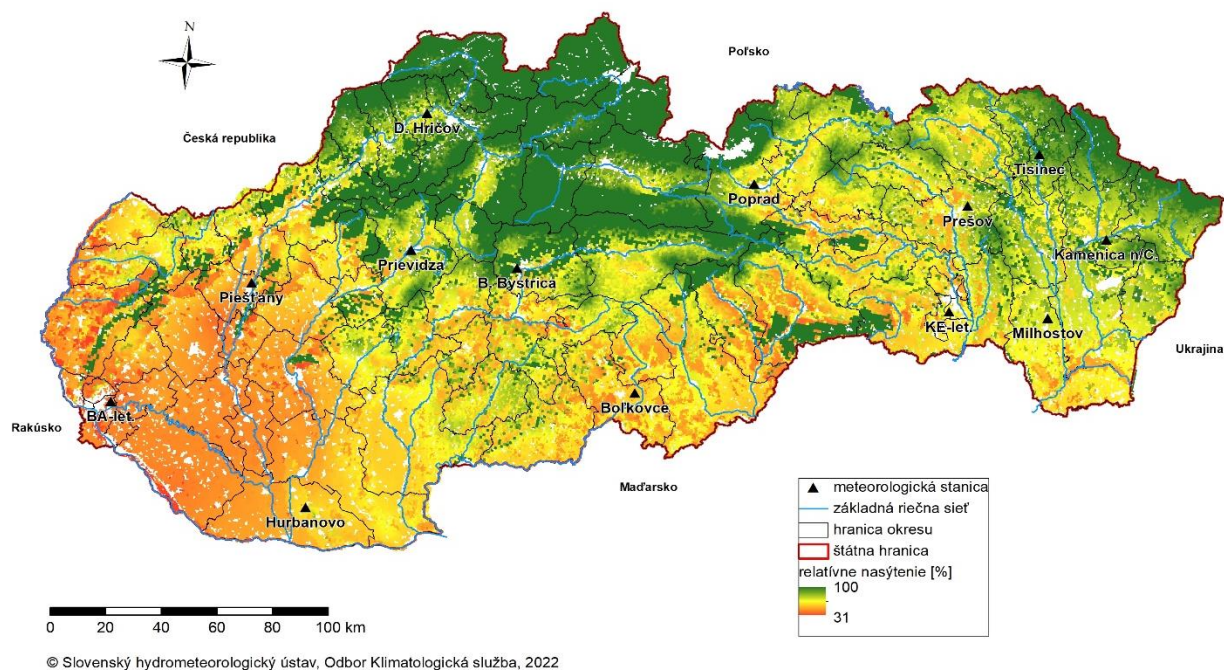 N
Poľsko
Česká republika
D. Hričov
Tisinec
Poprad
Prešov
Prievidza
Kamenica n/C.
B. Bystrica
Piešťany
KE-let.
Milhostov
Ukrajina
Boľkovce
BA-let.
Rakúsko
Maďarsko
Hurbanovo
meteorologická stanica
základná riečna sieť
hranica okresu
štátna hranica
relatívne nasýtenie [%]
100
31
0 20 40 60 80 100 km
© Slovenský hydrometeorologický ústav, Odbor Klimatologická služba, 2022